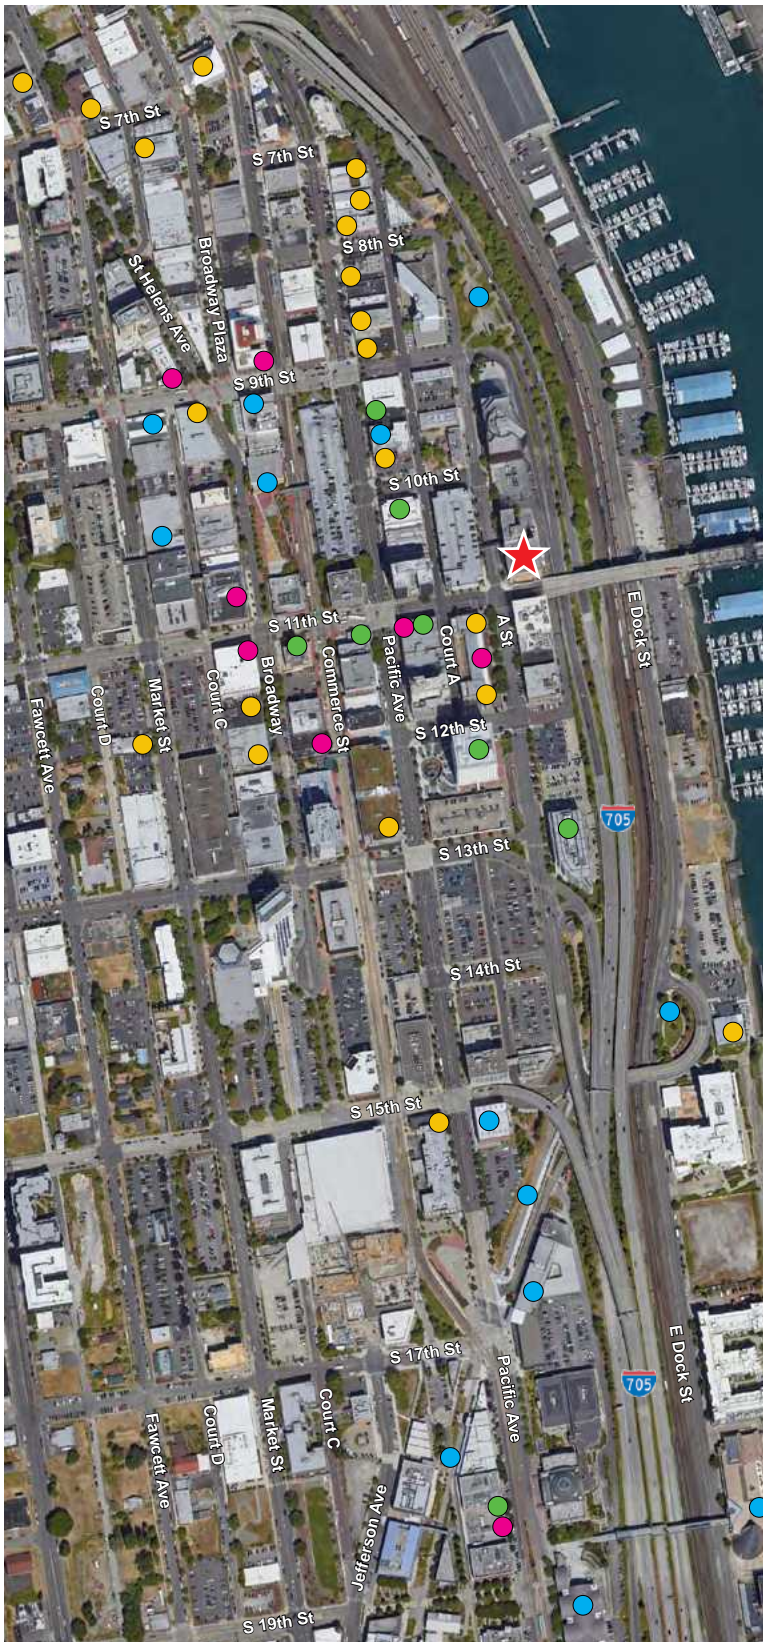 S 7th St
S 7th St
S 8th St
Broadway Plaza
St Helens Ave
S 9th St
S 10th St
S 11th St
A St
E Dock St
Court A
Pacific Ave
Commerce St
Broadway
Court C
Market St
Court D
Fawcett Ave
S 12th St
705
S 13th St
S 14th St
S 15th St
S 17th St
E Dock St
705
Pacific Ave
Court C
Market St
Court D
Fawcett Ave
Jefferson Ave
S 19th St